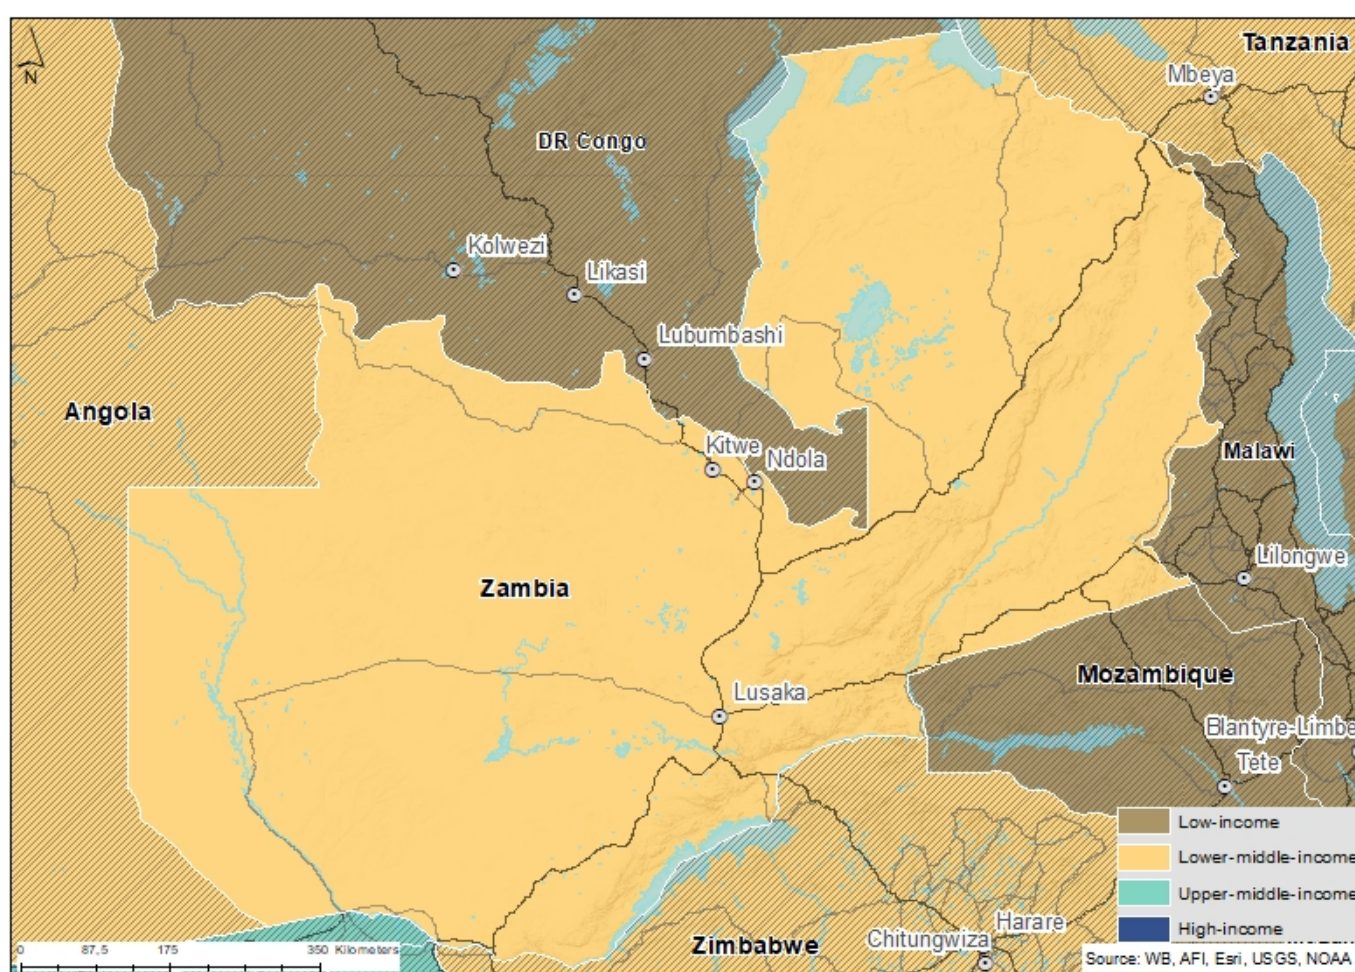 Tanzania
Mbeya
N
DR Congo
Kolwezi
Likasi
Lubumbashi
Angola
Kitwe
Ndola
Malawi
Lilongwe
Zambia
Mozambique
Lusaka
Blantyre-Limbe
Tete
Low-income
Lower-middle-income
Upper-middle-income
High-income
Harare
Chitungwiza
Zimbabwe
0 87,5 175 350 Kilometers
Source: WB, AFI, Esri, USGS, NOAA